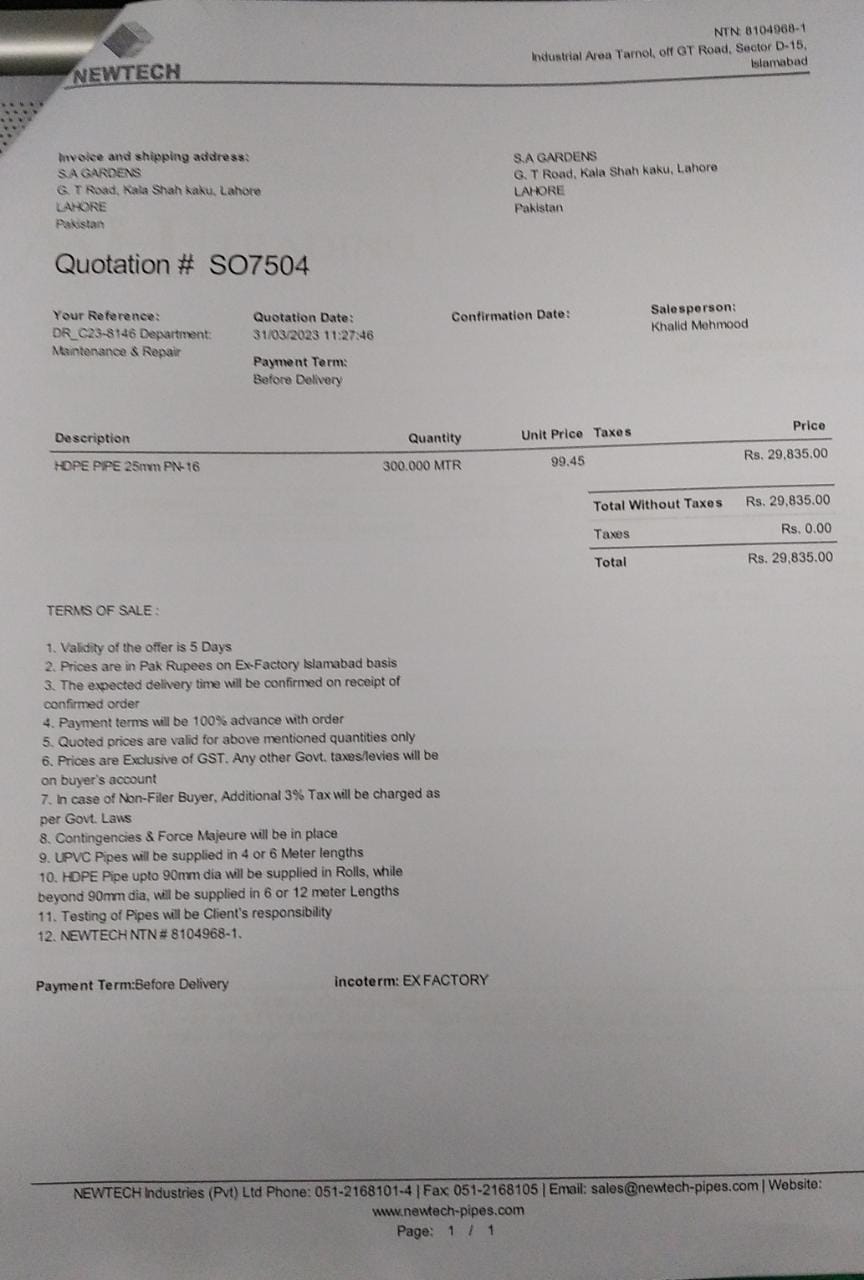 NEWTECH
NTN: 8104968-1
Industrial Area Tarnol, off GT Road, Sector D-15,
Islamabad
Invoice and shipping address:
S.A GARDENS
G. T Road, Kala Shah kaku, Lahore
LAHORE
Pakistan
S.A GARDENS
G. T Road, Kala Shah kaku, Lahore
LAHORE
Pakistan
Quotation # SO7504
Your Reference:
DR_C23-8146 Department:
Maintenance & Repair
Quotation Date:
31/03/2023 11:27:46
Payment Term:
Before Delivery
Confirmation Date:
Salesperson:
Khalid Mehmood
Description Quantity Unit Price Taxes Price
HDPE PIPE 25mm PN-16 300.000 MTR 99.45 Rs. 29,835.00
Total Without Taxes Rs. 29,835.00
Taxes Rs. 0.00
Total Rs. 29,835.00
TERMS OF SALE :
1. Validity of the offer is 5 Days
2. Prices are in Pak Rupees on Ex-Factory Islamabad basis
3. The expected delivery time will be confirmed on receipt of
confirmed order
4. Payment terms will be 100% advance with order
5. Quoted prices are valid for above mentioned quantities only
6. Prices are Exclusive of GST. Any other Govt. taxes/levies will be
on buyer's account
7. In case of Non-Filer Buyer, Additional 3% Tax will be charged as
per Govt. Laws
8. Contingencies & Force Majeure will be in place
9. UPVC Pipes will be supplied in 4 or 6 Meter lengths
10. HDPE Pipe upto 90mm dia will be supplied in Rolls, while
beyond 90mm dia, will be supplied in 6 or 12 meter Lengths
11. Testing of Pipes will be Client's responsibility
12. NEWTECH NTN # 8104968-1.
Payment Term:Before Delivery incoterm: EX FACTORY
NEWTECH Industries (Pvt) Ltd Phone: 051-2168101-4 | Fax: 051-2168105 | Email: sales@newtech-pipes.com | Website:
www.newtech-pipes.com
Page: 1 / 1